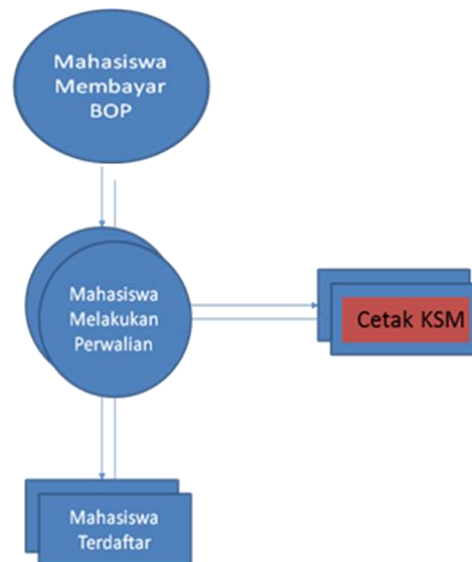 Mahasiswa
Membayar
BOP
Mahasiswa
Melakukan
Perwalian
Cetak KSM
Mahasiswa
Terdaftar